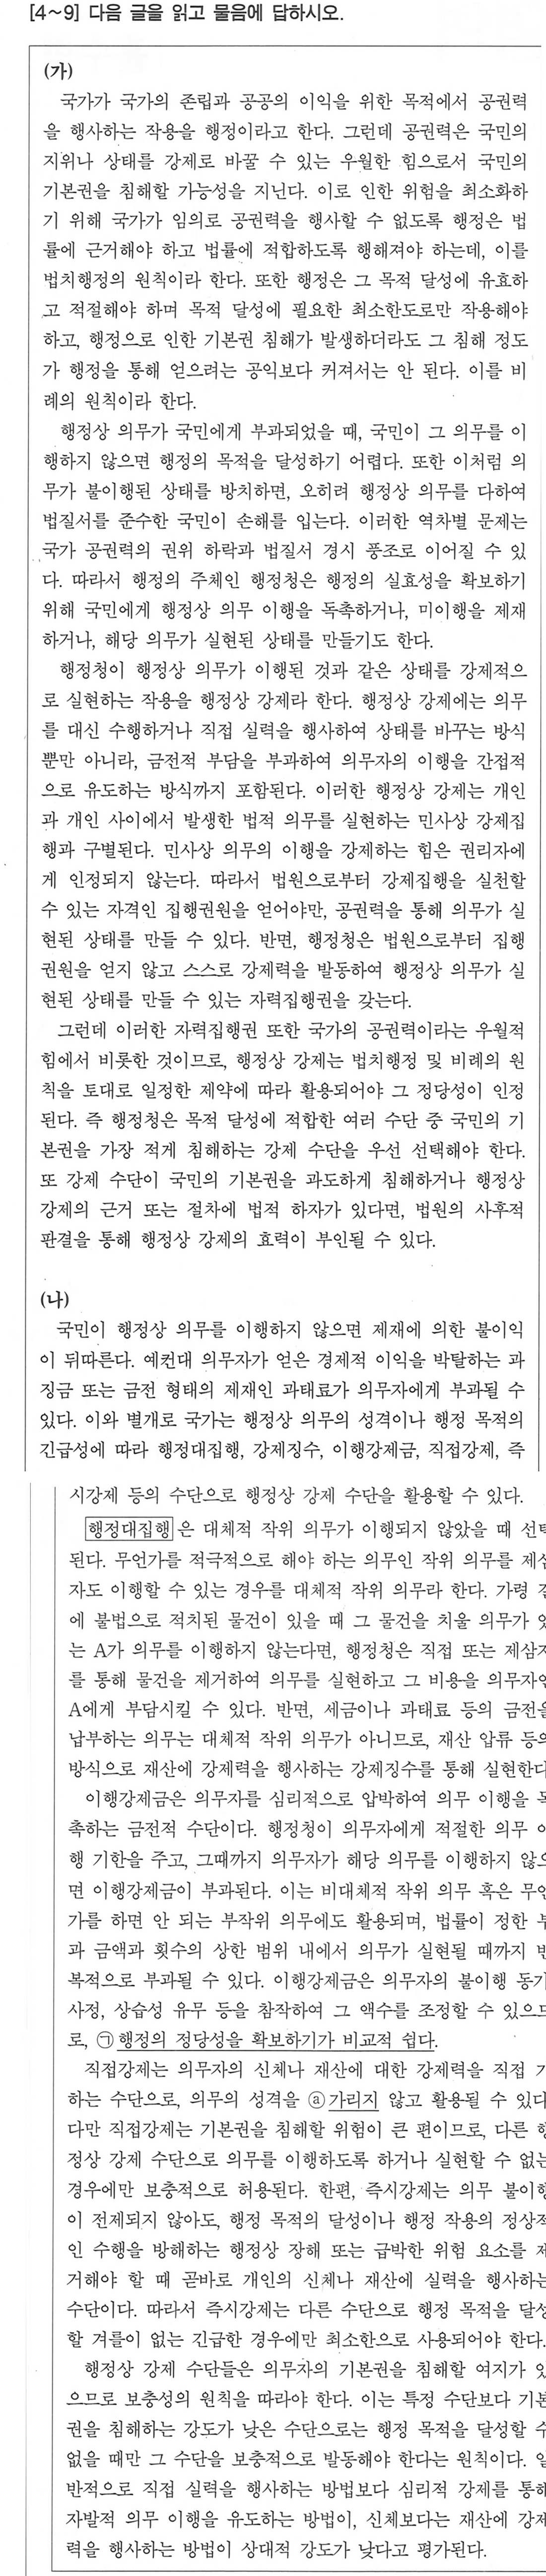 [4～9] 다음 글을 읽고 물음에 답하시오.
(가)
국가가 국가의 존립과 공공의 이익을 위한 목적에서 공권력
을 행사하는 작용을 행정이라고 한다. 그런데 공권력은 국민의
지위나 상태를 강제로 바꿀 수 있는 우월한 힘으로서 국민의
기본권을 침해할 가능성을 지닌다. 이로 인한 위험을 최소화하
기 위해 국가가 임의로 공권력을 행사할 수 없도록 행정은 법
률에 근거해야 하고 법률에 적합하도록 행해져야 하는데, 이를
법치행정의 원칙이라 한다. 또한 행정은 그 목적 달성에 유효하
고 적절해야 하며 목적 달성에 필요한 최소한도로만 작용해야
하고, 행정으로 인한 기본권 침해가 발생하더라도 그 침해 정도
가 행정을 통해 얻으려는 공익보다 커져서는 안 된다. 이를 비
례의 원칙이라 한다.
행정상 의무가 국민에게 부과되었을 때, 국민이 그 의무를 이
행하지 않으면 행정의 목적을 달성하기 어렵다. 또한 이처럼 의
무가 불이행된 상태를 방치하면, 오히려 행정상 의무를 다하여
법질서를 준수한 국민이 손해를 입는다. 이러한 역차별 문제는
국가 공권력의 권위 하락과 법질서 경시 풍조로 이어질 수 있
다. 따라서 행정의 주체인 행정청은 행정의 실효성을 확보하기
위해 국민에게 행정상 의무 이행을 독촉하거나, 미이행을 제재
하거나, 해당 의무가 실현된 상태를 만들기도 한다.
행정청이 행정상 의무가 이행된 것과 같은 상태를 강제적으
로 실현하는 작용을 행정상 강제라 한다. 행정상 강제에는 의무
를 대신 수행하거나 직접 실력을 행사하여 상태를 바꾸는 방식
뿐만 아니라, 금전적 부담을 부과하여 의무자의 이행을 간접적
으로 유도하는 방식까지 포함된다. 이러한 행정상 강제는 개인
과 개인 사이에서 발생한 법적 의무를 실현하는 민사상 강제집
행과 구별된다. 민사상 의무의 이행을 강제하는 힘은 권리자에
게 인정되지 않는다. 따라서 법원으로부터 강제집행을 실천할
수 있는 자격인 집행권원을 얻어야만, 공권력을 통해 의무가 실
현된 상태를 만들 수 있다. 반면, 행정청은 법원으로부터 집행
권원을 얻지 않고 스스로 강제력을 발동하여 행정상 의무가 실
현된 상태를 만들 수 있는 자력집행권을 갖는다.
그런데 이러한 자력집행권 또한 국가의 공권력이라는 우월적
힘에서 비롯한 것이므로, 행정상 강제는 법치행정 및 비례의 원
칙을 토대로 일정한 제약에 따라 활용되어야 그 정당성이 인정
된다. 즉 행정청은 목적 달성에 적합한 여러 수단 중 국민의 기
본권을 가장 적게 침해하는 강제 수단을 우선 선택해야 한다.
또 강제 수단이 국민의 기본권을 과도하게 침해하거나 행정상
강제의 근거 또는 절차에 법적 하자가 있다면, 법원의 사후적
판결을 통해 행정상 강제의 효력이 부인될 수 있다.
(나)
국민이 행정상 의무를 이행하지 않으면 제재에 의한 불이익
이 뒤따른다. 예컨대 의무자가 얻은 경제적 이익을 박탈하는 과
징금 또는 금전 형태의 제재인 과태료가 의무자에게 부과될 수
있다. 이와 별개로 국가는 행정상 의무의 성격이나 행정 목적의
긴급성에 따라 행정대집행, 강제징수, 이행강제금, 직접강제, 즉
시강제 등의 수단으로 행정상 강제 수단을 활용할 수 있다.
행정대집행은 대체적 작위 의무가 이행되지 않았을 때 선택
된다. 무언가를 적극적으로 해야 하는 의무인 작위 의무를 제삼
자도 이행할 수 있는 경우를 대체적 작위 의무라 한다. 가령
에 불법으로 적치된 물건이 있을 때 그 물건을 치울 의무가 있
는 A가 의무를 이행하지 않는다면, 행정청은 직접 또는 제삼자
를 통해 물건을 제거하여 의무를 실현하고 그 비용을 의무자인
A에게 부담시킬 수 있다. 반면, 세금이나 과태료 등의 금전을
납부하는 의무는 대체적 작위 의무가 아니므로, 재산 압류 등의
방식으로 재산에 강제력을 행사하는 강제징수를 통해 실현한다
이행강제금은 의무자를 심리적으로 압박하여 의무 이행을 독
촉하는 금전적 수단이다. 행정청이 의무자에게 적절한 의무 이
행 기한을 주고, 그때까지 의무자가 해당 의무를 이행하지 않으
면 이행강제금이 부과된다. 이는 비대체적 작위 의무 혹은 무언
가를 하면 안 되는 부작위 의무에도 활용되며, 법률이 정한 부
과 금액과 횟수의 상한 범위 내에서 의무가 실현될 때까지 반
복적으로 부과될 수 있다. 이행강제금은 의무자의 불이행 동기
사정, 상습성 유무 등을 참작하여 그 액수를 조정할 수 있으므
로, ㉠행정의 정당성을 확보하기가 비교적 쉽다.
직접강제는 의무자의 신체나 재산에 대한 강제력을 직접 가
하는 수단으로, 의무의 성격을 ⓐ가리지 않고 활용될 수 있다
다만 직접강제는 기본권을 침해할 위험이 큰 편이므로, 다른 행
정상 강제 수단으로 의무를 이행하도록 하거나 실현할 수 없는
경우에만 보충적으로 허용된다. 한편, 즉시강제는 의무 불이행
이 전제되지 않아도, 행정 목적의 달성이나 행정 작용의 정상적
인 수행을 방해하는 행정상 장해 또는 급박한 위험 요소를 제
거해야 할 때 곧바로 개인의 신체나 재산에 실력을 행사하는
수단이다. 따라서 즉시강제는 다른 수단으로 행정 목적을 달성
할 겨를이 없는 긴급한 경우에만 최소한으로 사용되어야 한다.
행정상 강제 수단들은 의무자의 기본권을 침해할 여지가 있
으므로 보충성의 원칙을 따라야 한다. 이는 특정 수단보다 기본
권을 침해하는 강도가 낮은 수단으로는 행정 목적을 달성할 수
없을 때만 그 수단을 보충적으로 발동해야 한다는 원칙이다. 일
반적으로 직접 실력을 행사하는 방법보다 심리적 강제를 통해
자발적 의무 이행을 유도하는 방법이, 신체보다는 재산에 강제
력을 행사하는 방법이 상대적 강도가 낮다고 평가된다.